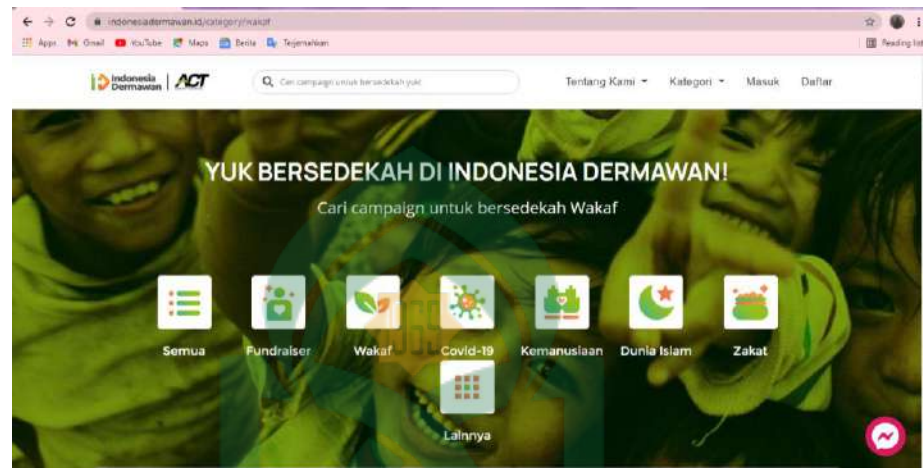 indonesiadermawan.id/category/wakaf
Apps Gmail YouTube Maps Berita Terjemahkan Reading list
Indonesia Dermawan ACT
Cari campaign untuk bersedekah yuk!
Tentang Kami Kategori Masuk Daftar
YUK BERSEDEKAH DI INDONESIA DERMAWAN!
Cari campaign untuk bersedekah Wakaf
Semua Fundraiser Wakaf Covid-19 Kemanusiaan Dunia Islam Zakat
Lainnya